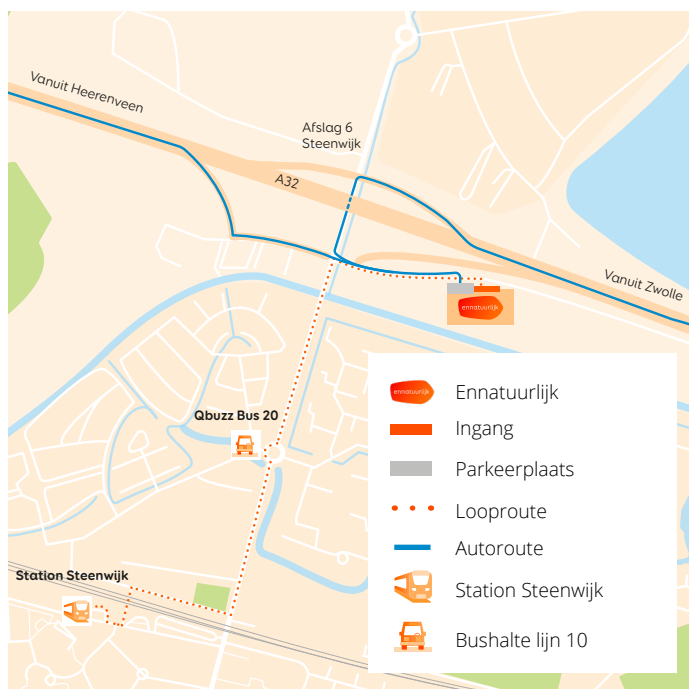 Vanuit Heerenveen
Afslag 6
Steenwijk
A32
Vanuit Zwolle
ennatuurlijk
Qbuzz Bus 20
Station Steenwijk
ennatuurlijk
Ennatuurlijk
Ingang
Parkeerplaats
Looproute
Autoroute
Station Steenwijk
Bushalte lijn 10